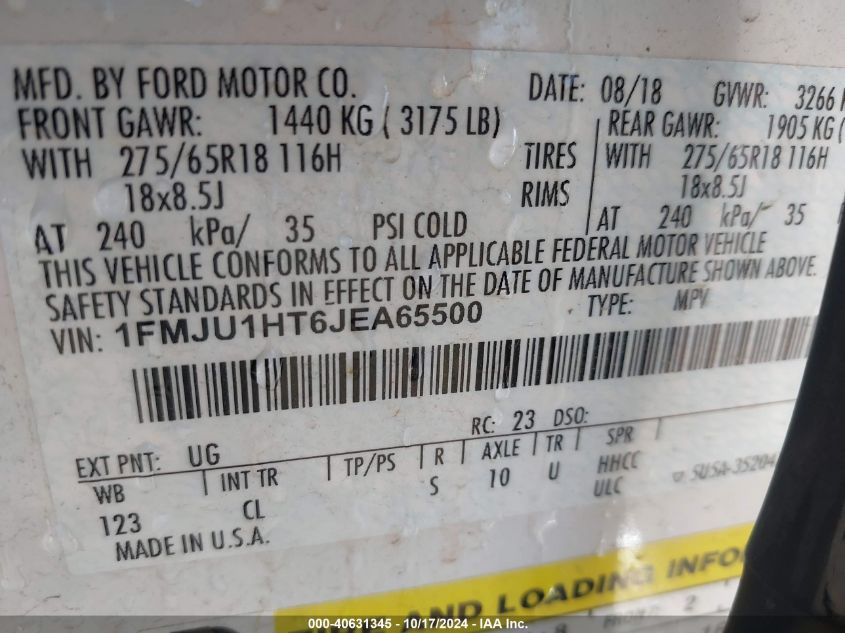 MFD. BY FORD MOTOR CO. DATE: 08/18 GVWR: 3266
FRONT GAWR: 1440 KG ( 3175 LB) REAR GAWR: 1905 KG (
WITH 275/65R18 116H TIRES WITH 275/65R18 116H
18x8.5J RIMS 18x8.5J
AT 240 kPa/ 35 PSI COLD AT 240 kPa/ 35
THIS VEHICLE CONFORMS TO ALL APPLICABLE FEDERAL MOTOR VEHICLE
SAFETY STANDARDS IN EFFECT ON THE DATE OF MANUFACTURE SHOWN ABOVE.
VIN: 1FMJU1HT6JEA65500 TYPE: MPV
RC: 23 DSO:
EXT PNT: UG
WB INT TR TP/PS R AXLE TR SPR
123 CL S 10 U HHCC
ULC
MADE IN U.S.A.
AND LOADING
000-40631345 - 10/17/2024 - IAAI Inc.